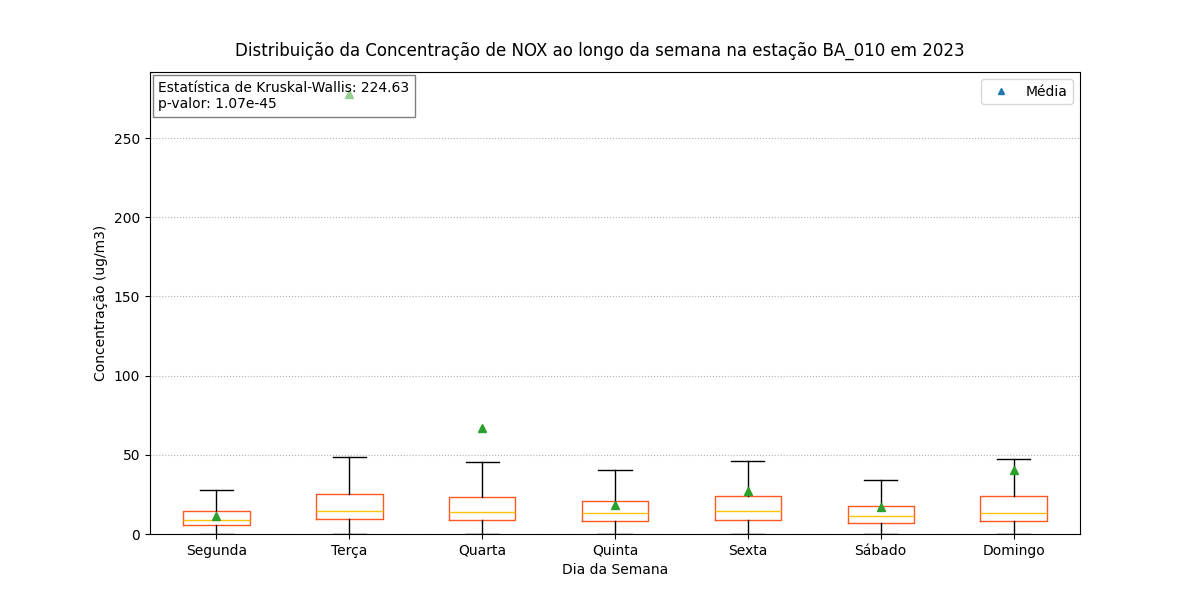 Distribuição da Concentração de NOX ao longo da semana na estação BA_010 em 2023
Estatística de Kruskal-Wallis: 224.63
p-valor: 1.07e-45
Média
Concentração (ug/m3)
250
200
150
100
50
0
Segunda Terça Quarta Quinta Sexta Sábado Domingo
Dia da Semana